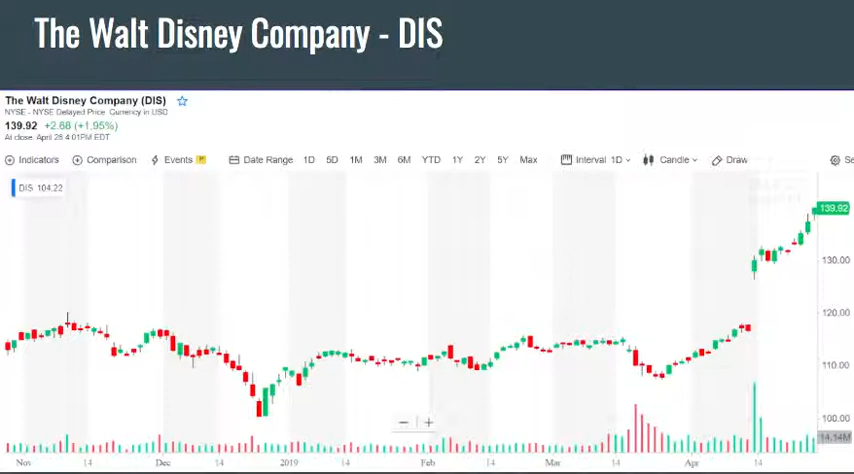 The Walt Disney Company - DIS
The Walt Disney Company (DIS)
NYSE - NYSE Delayed Price. Currency in USD
139.92 +2.68 (+1.95%)
At close: April 26 4:01PM EDT
Indicators Comparison Events P Date Range 1D 5D 1M 3M 6M YTD 1Y 2Y 5Y Max Interval 1D Candle Draw Se
DIS 104.22
139.92
130.00
120.00
110.00
100.00
14.14M
Nov 14 Dec 14 2019 14 Feb 14 Mar 14 Apr 14